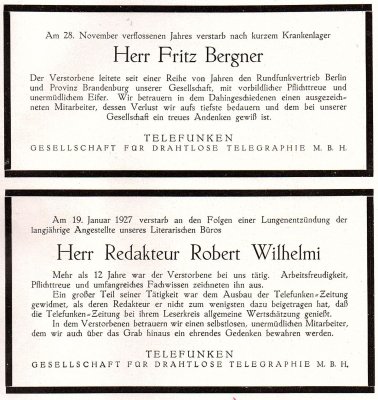 Am 28. November verflossenen Jahres verstarb nach kurzem Krankenlager
Herr Fritz Bergner
Der Verstorbene leitete seit einer Reihe von Jahren den Rundfunkvertrieb Berlin
und Provinz Brandenburg unserer Gesellschaft, mit vorbildlicher Pflichttreue und
unermüdlichem Eifer. Wir betrauern in dem Dahingeschiedenen einen ausgezeich-
neten Mitarbeiter, dessen Verlust wir aufs tiefste bedauern und dem bei unserer
Gesellschaft ein treues Andenken gewiß ist.
TELEFUNKEN
GESELLSCHAFT FÜR DRAHTLOSE TELEGRAPHIE M. B. H.
Am 19. Januar 1927 verstarb an den Folgen einer Lungenentzündung der
langjährige Angestellte unseres Literarischen Büros
Herr Redakteur Robert Wilhelmi
Mehr als 12 Jahre war der Verstorbene bei uns tätig. Arbeitsfreudigkeit,
Pflichttreue und umfangreiches Fachwissen zeichneten ihn aus.
Ein großer Teil seiner Tätigkeit war dem Ausbau der Telefunken-Zeitung
gewidmet, als deren Redakteur er nicht zum wenigsten dazu beigetragen hat, daß
die Telefunken-Zeitung bei ihrem Leserkreis allgemeine Wertschätzung genießt.
In dem Verstorbenen betrauern wir einen selbstlosen, unermüdlichen Mitarbeiter,
dem wir auch über das Grab hinaus ein ehrendes Gedenken bewahren werden.
TELEFUNKEN
GESELLSCHAFT FÜR DRAHTLOSE TELEGRAPHIE M. B. H.